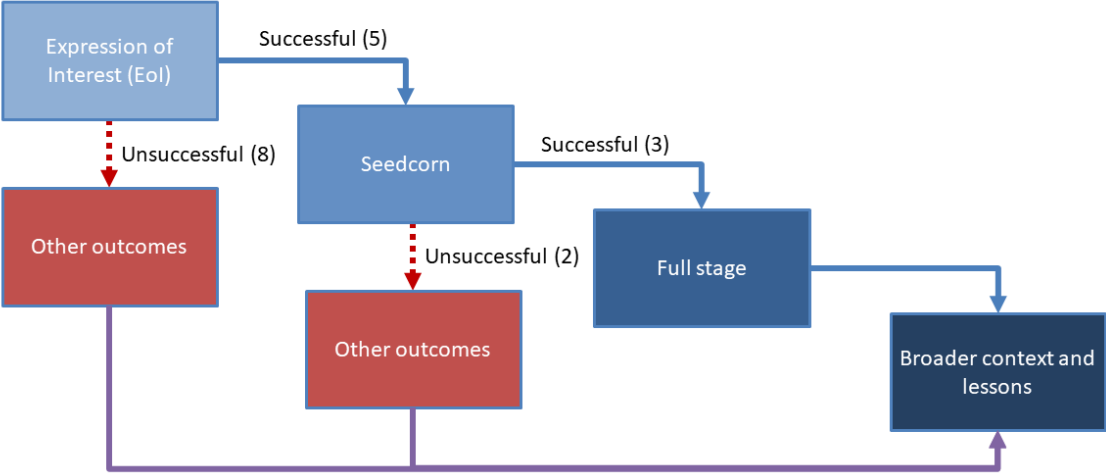 Expression of
Interest (EoI)
Successful (5)
Unsuccessful (8)
Seedcorn
Successful (3)
Other outcomes
Unsuccessful (2)
Full stage
Other outcomes
Broader context and
lessons